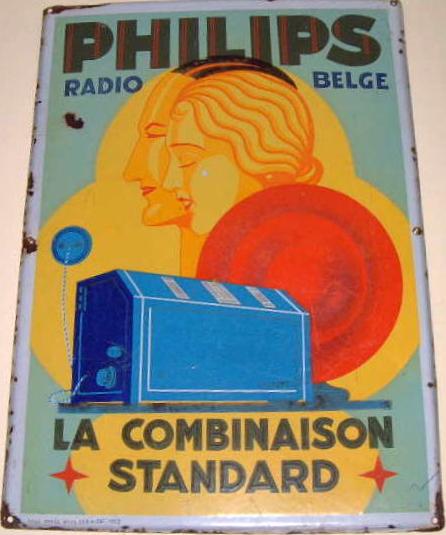 PHILIPS
RADIO BELGE
LA COMBINAISON
STANDARD